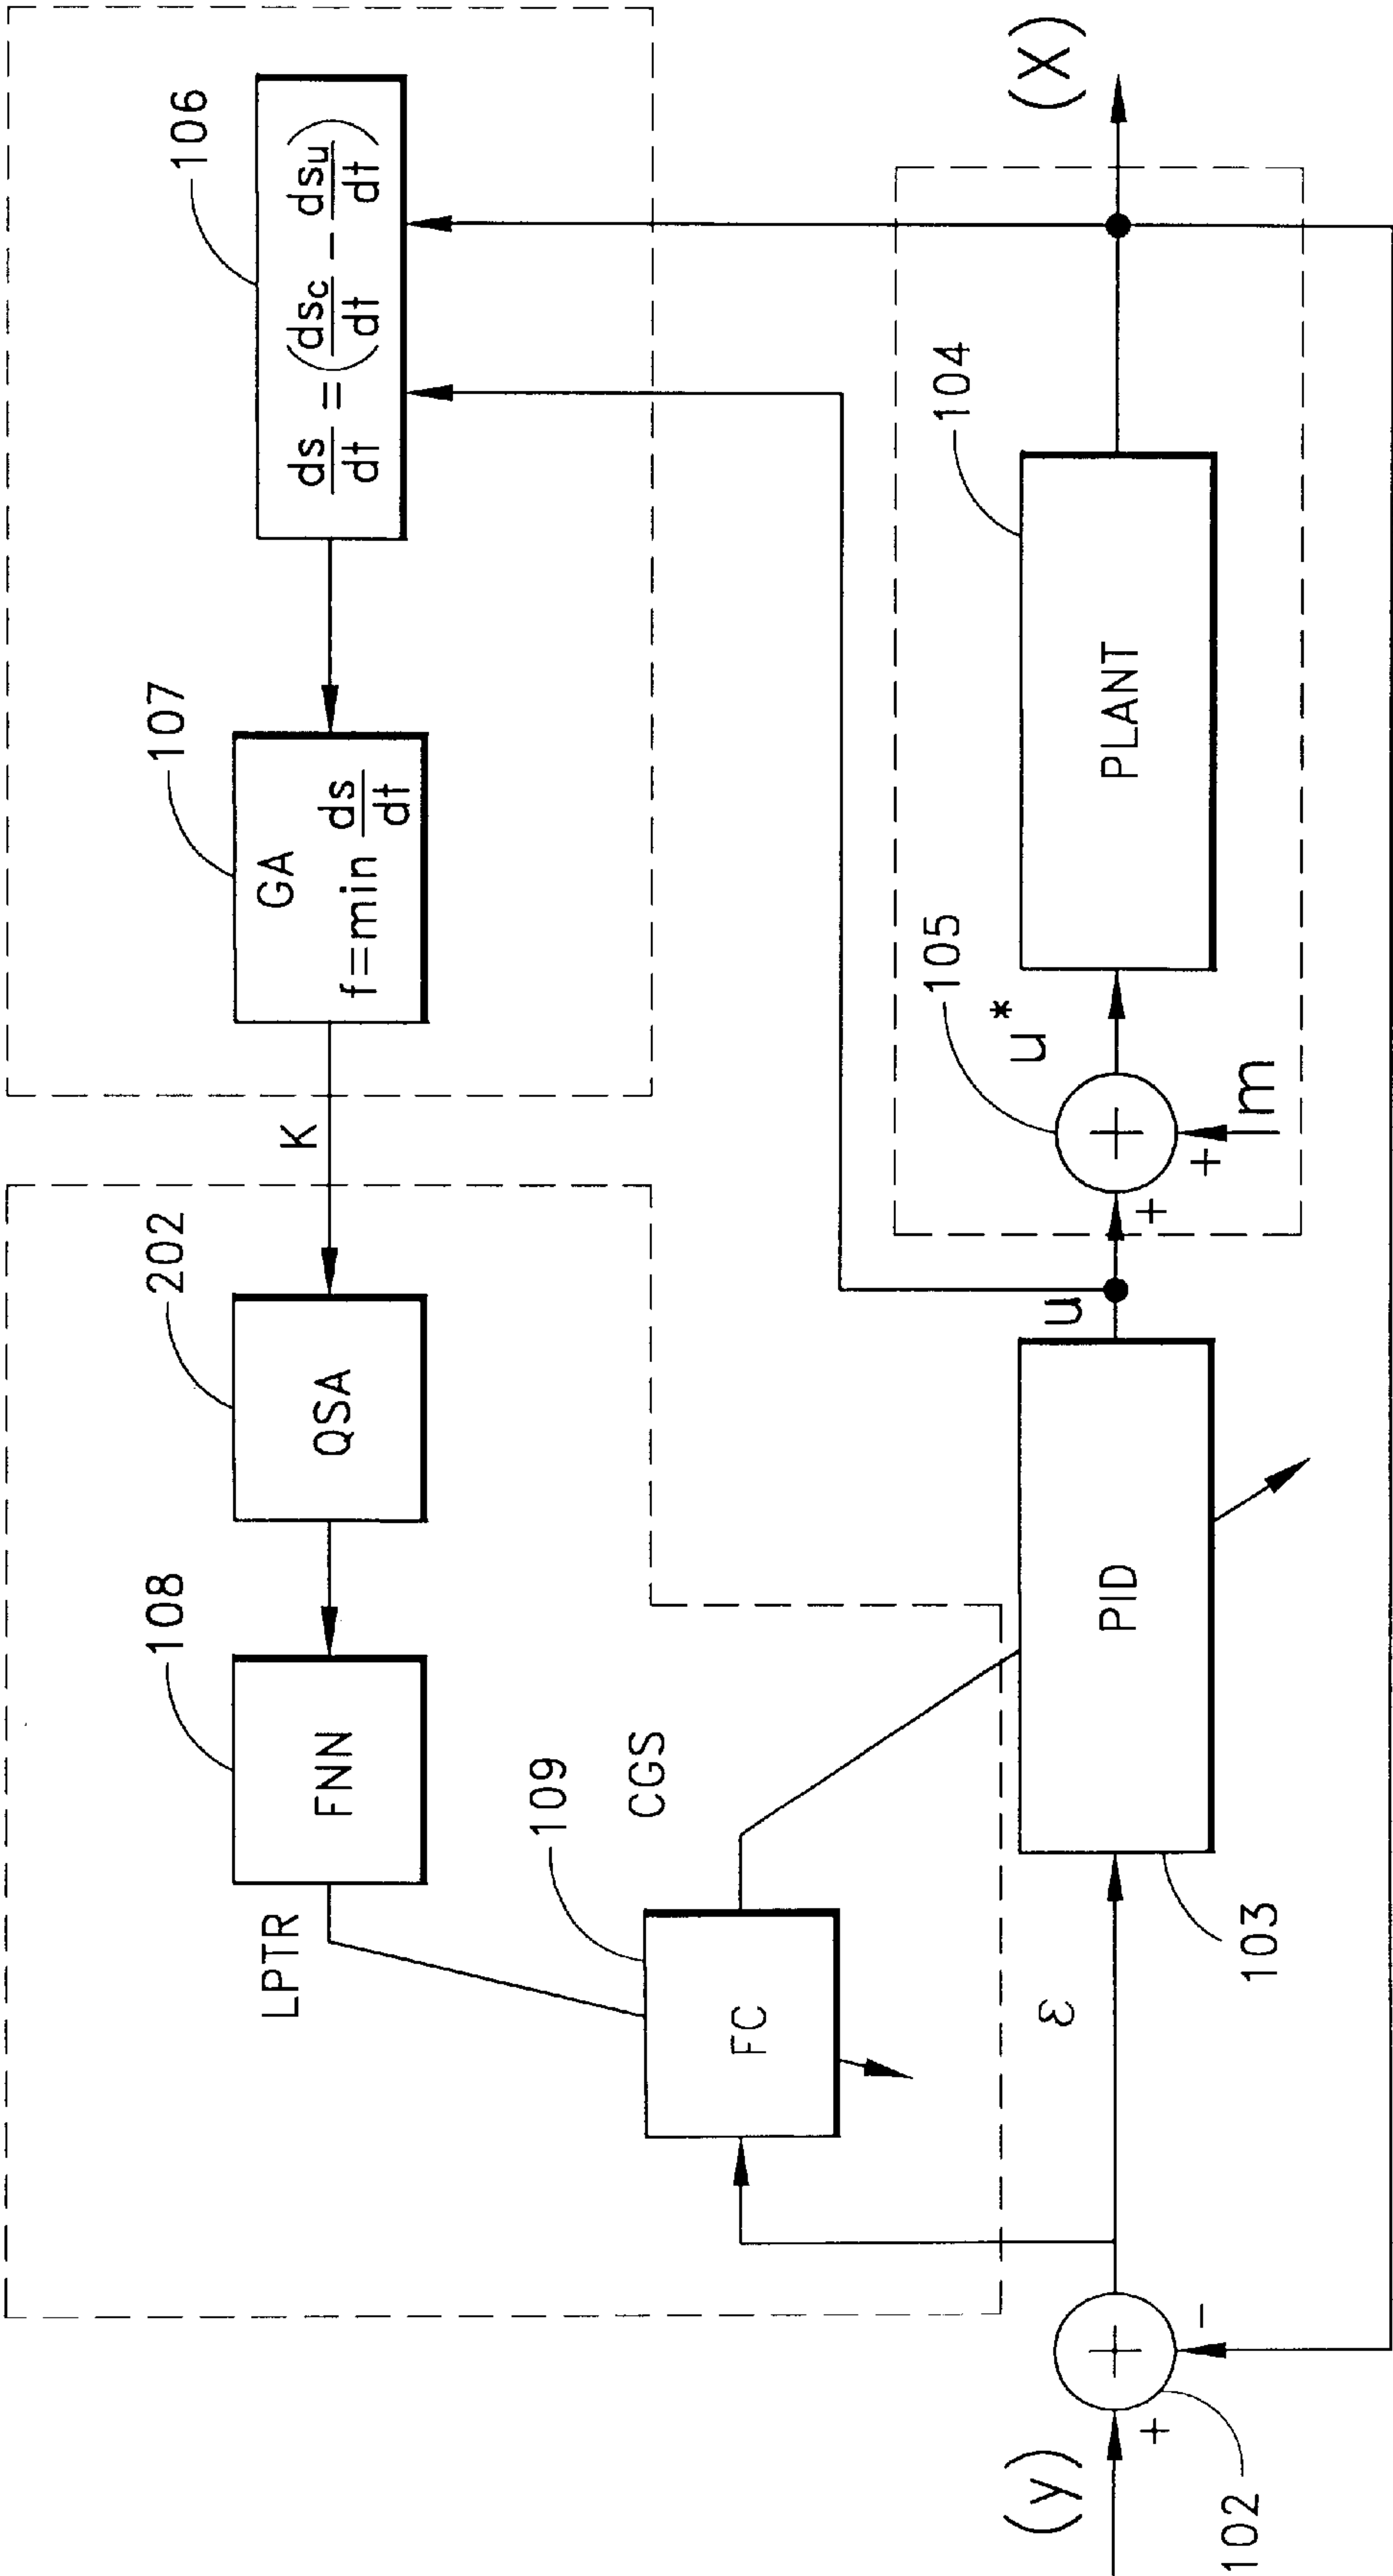 106
ds/dt = (dsc/dt - dsu/dt)
107
GA
f=min ds/dt
K
202
QSA
108
FNN
LPTR
109
FC
CGS
(y)
+
-
+
102
ε
PID
103
u
+
+
+
m
105
u*
PLANT
104
(X)